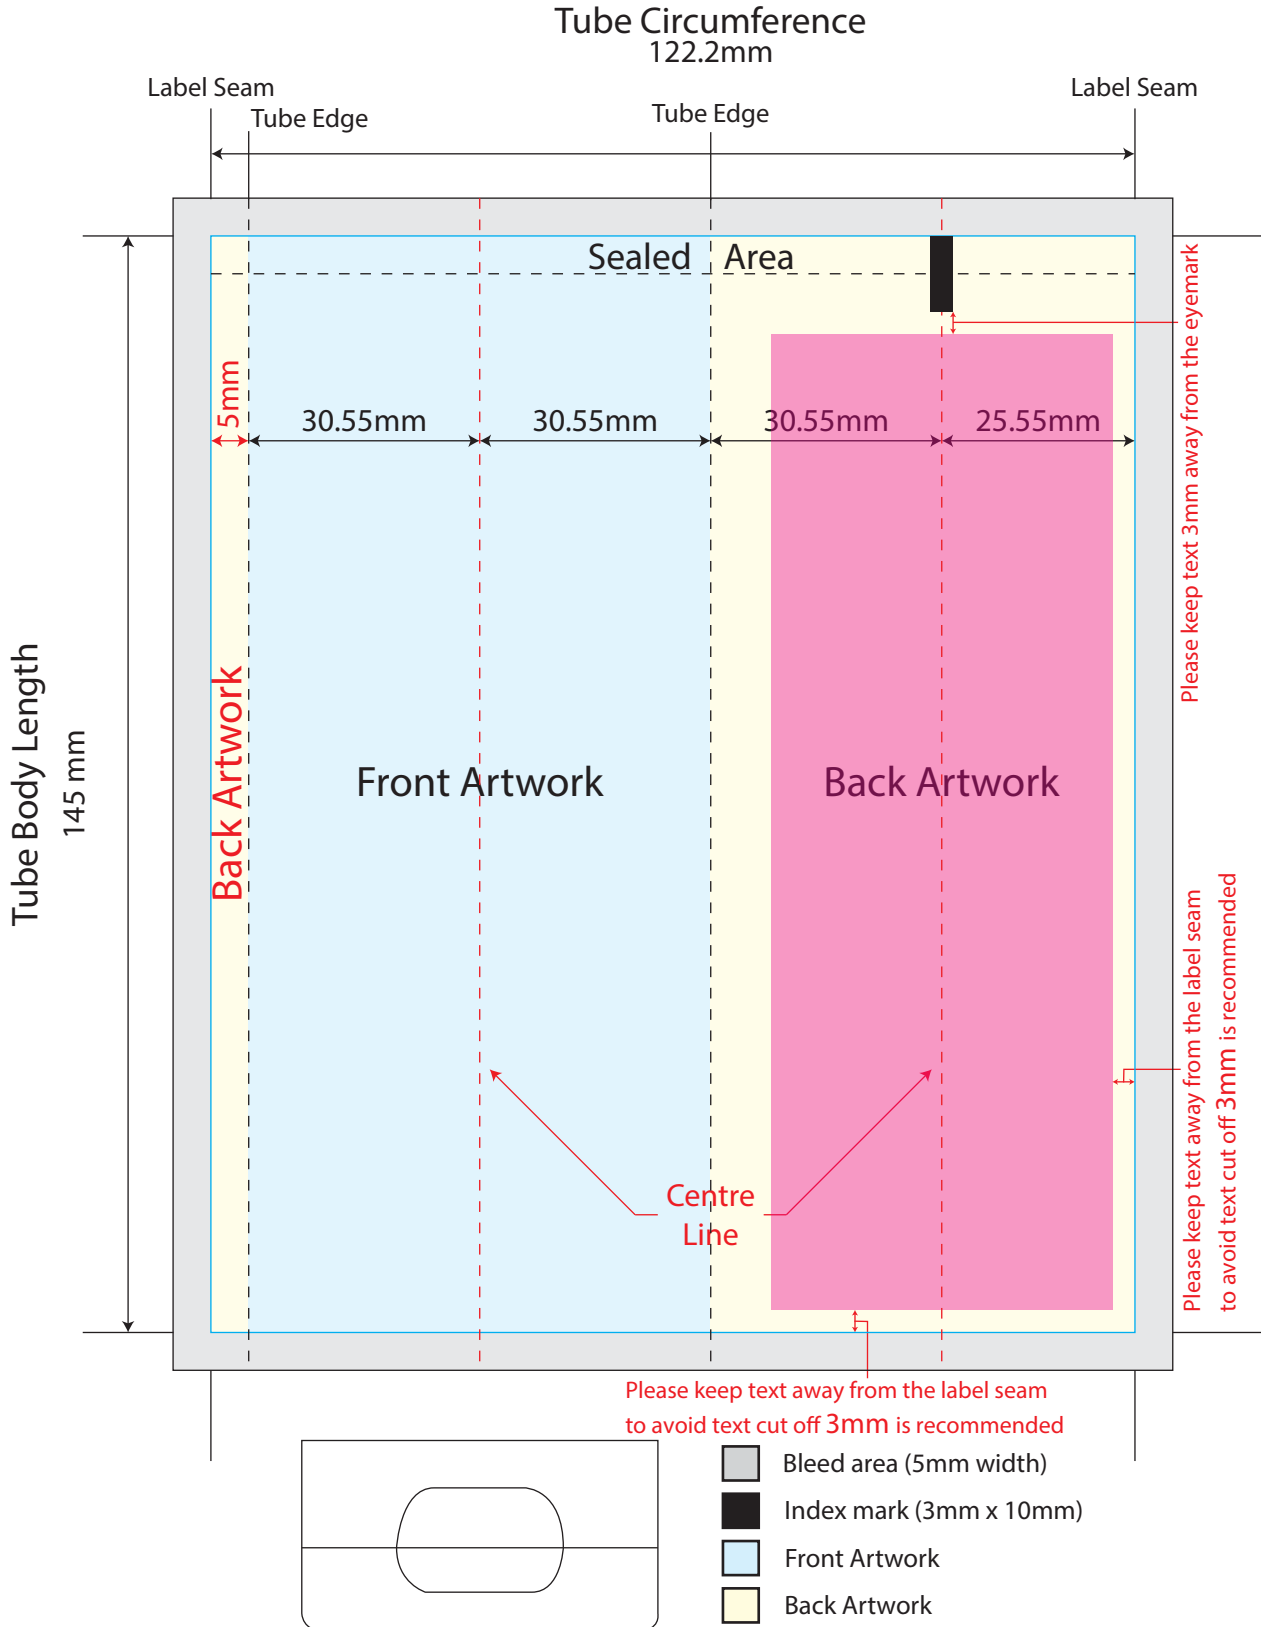 Tube Circumference
122.2mm
Label Seam
Label Seam
Tube Edge
Tube Edge
Sealed Area
Please keep text 3mm away from the eyemark
5mm
30.55mm
30.55mm
30.55mm
25.55mm
Tube Body Length
145 mm
Back Artwork
Front Artwork
Back Artwork
Please keep text away from the label seam
to avoid text cut off 3mm is recommended
Centre
Line
Please keep text away from the label seam
to avoid text cut off 3mm is recommended
Bleed area (5mm width)
Index mark (3mm x 10mm)
Front Artwork
Back Artwork